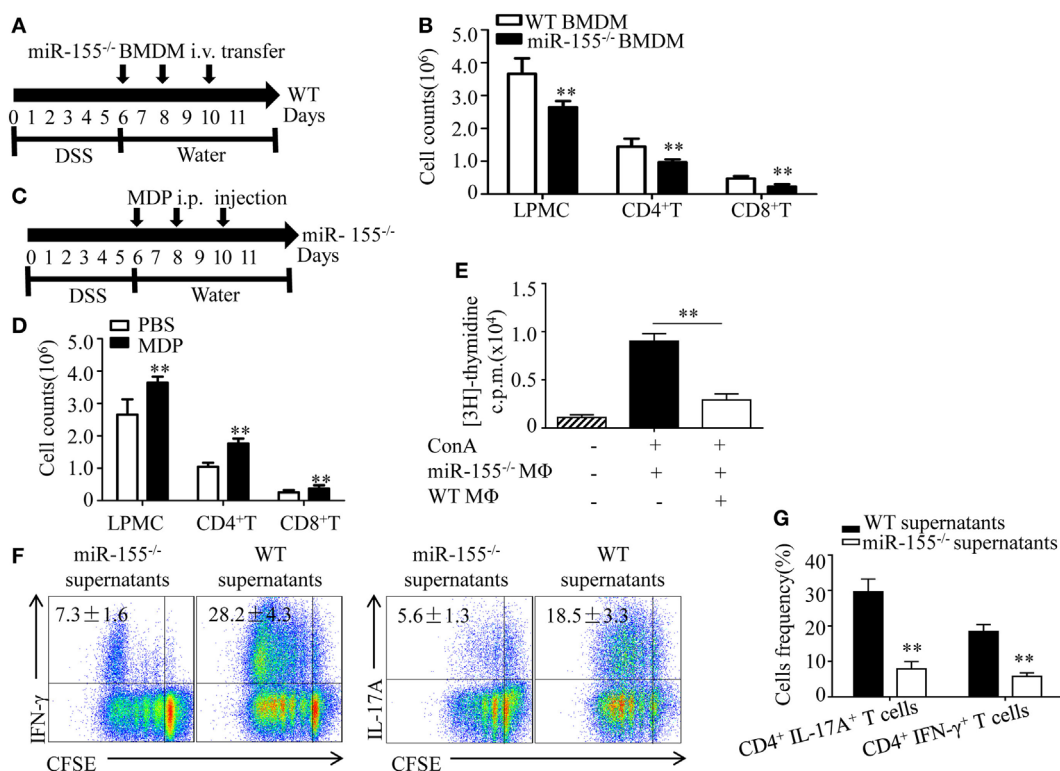 A
miR-155-/- BMDM i.v. transfer
WT
0 1 2 3 4 5 6 7 8 9 10 11 Days
DSS Water
B
WT BMDM
miR-155-/- BMDM
Cell counts(10⁶)
4.0
3.0
2.0
1.0
0
**
**
**
LPMC CD4⁺T CD8⁺T
C
MDP i.p. injection
miR- 155-/-
0 1 2 3 4 5 6 7 8 9 10 11 Days
DSS Water
D
PBS
MDP
Cell counts(10⁶)
4.0
3.0
2.0
1.0
0
**
**
**
LPMC CD4⁺T CD8⁺T
E
[3H]-thymidine
c.p.m.(x10⁴)
1.5
1.0
0.5
0
**
ConA - + +
miR-155-/- MΦ - + +
WT MΦ - - +
F
miR-155-/- supernatants
WT supernatants
7.3±1.6
28.2±4.3
IFN-γ
CFSE
miR-155-/- supernatants
WT supernatants
5.6±1.3
18.5±3.3
IL-17A
CFSE
G
WT supernatants
miR-155-/- supernatants
Cells frequency(%)
40
30
20
10
0
**
**
CD4⁺ IL-17A⁺ T cells
CD4⁺ IFN-γ⁺ T cells